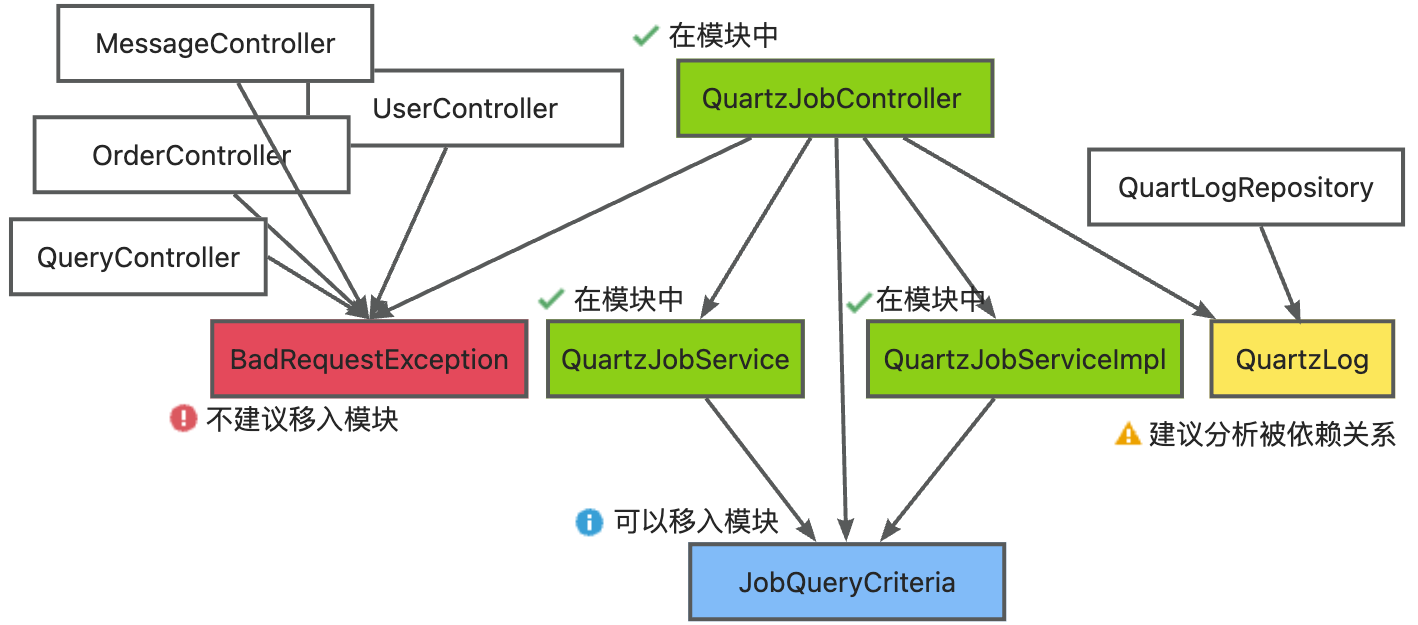 MessageController
在模块中
QuartzJobController
UserController
OrderController
QuartLogRepository
QueryController
在模块中
在模块中
BadRequestException
QuartzJobService
QuartzJobServiceImpl
QuartzLog
不建议移入模块
建议分析被依赖关系
可以移入模块
JobQueryCriteria